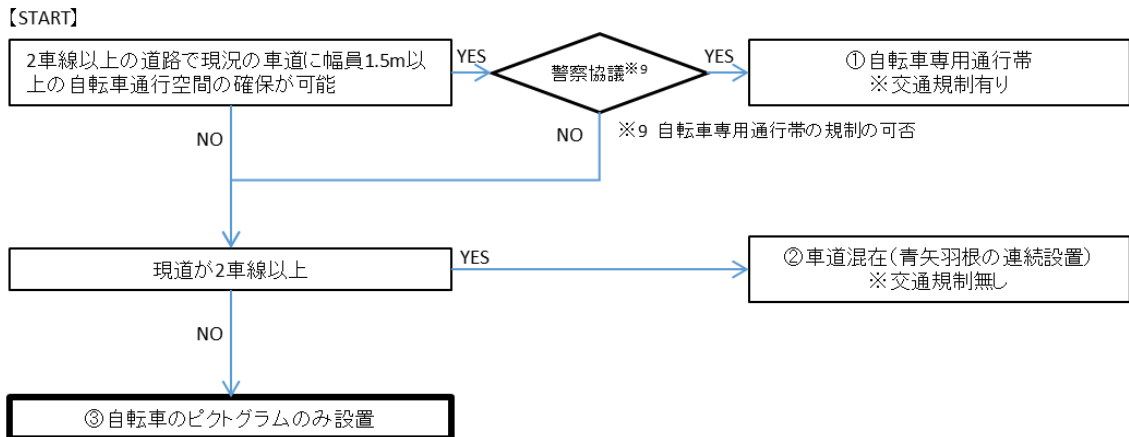 【START】
2車線以上の道路で現況の車道に幅員1.5m以
上の自転車通行空間の確保が可能
YES
警察協議※9
YES
①自転車専用通行帯
※交通規制有り
NO
NO
※9 自転車専用通行帯の規制の可否
現道が2車線以上
YES
②車道混在(青矢羽根の連続設置)
※交通規制無し
NO
③自転車のピクトグラムのみ設置